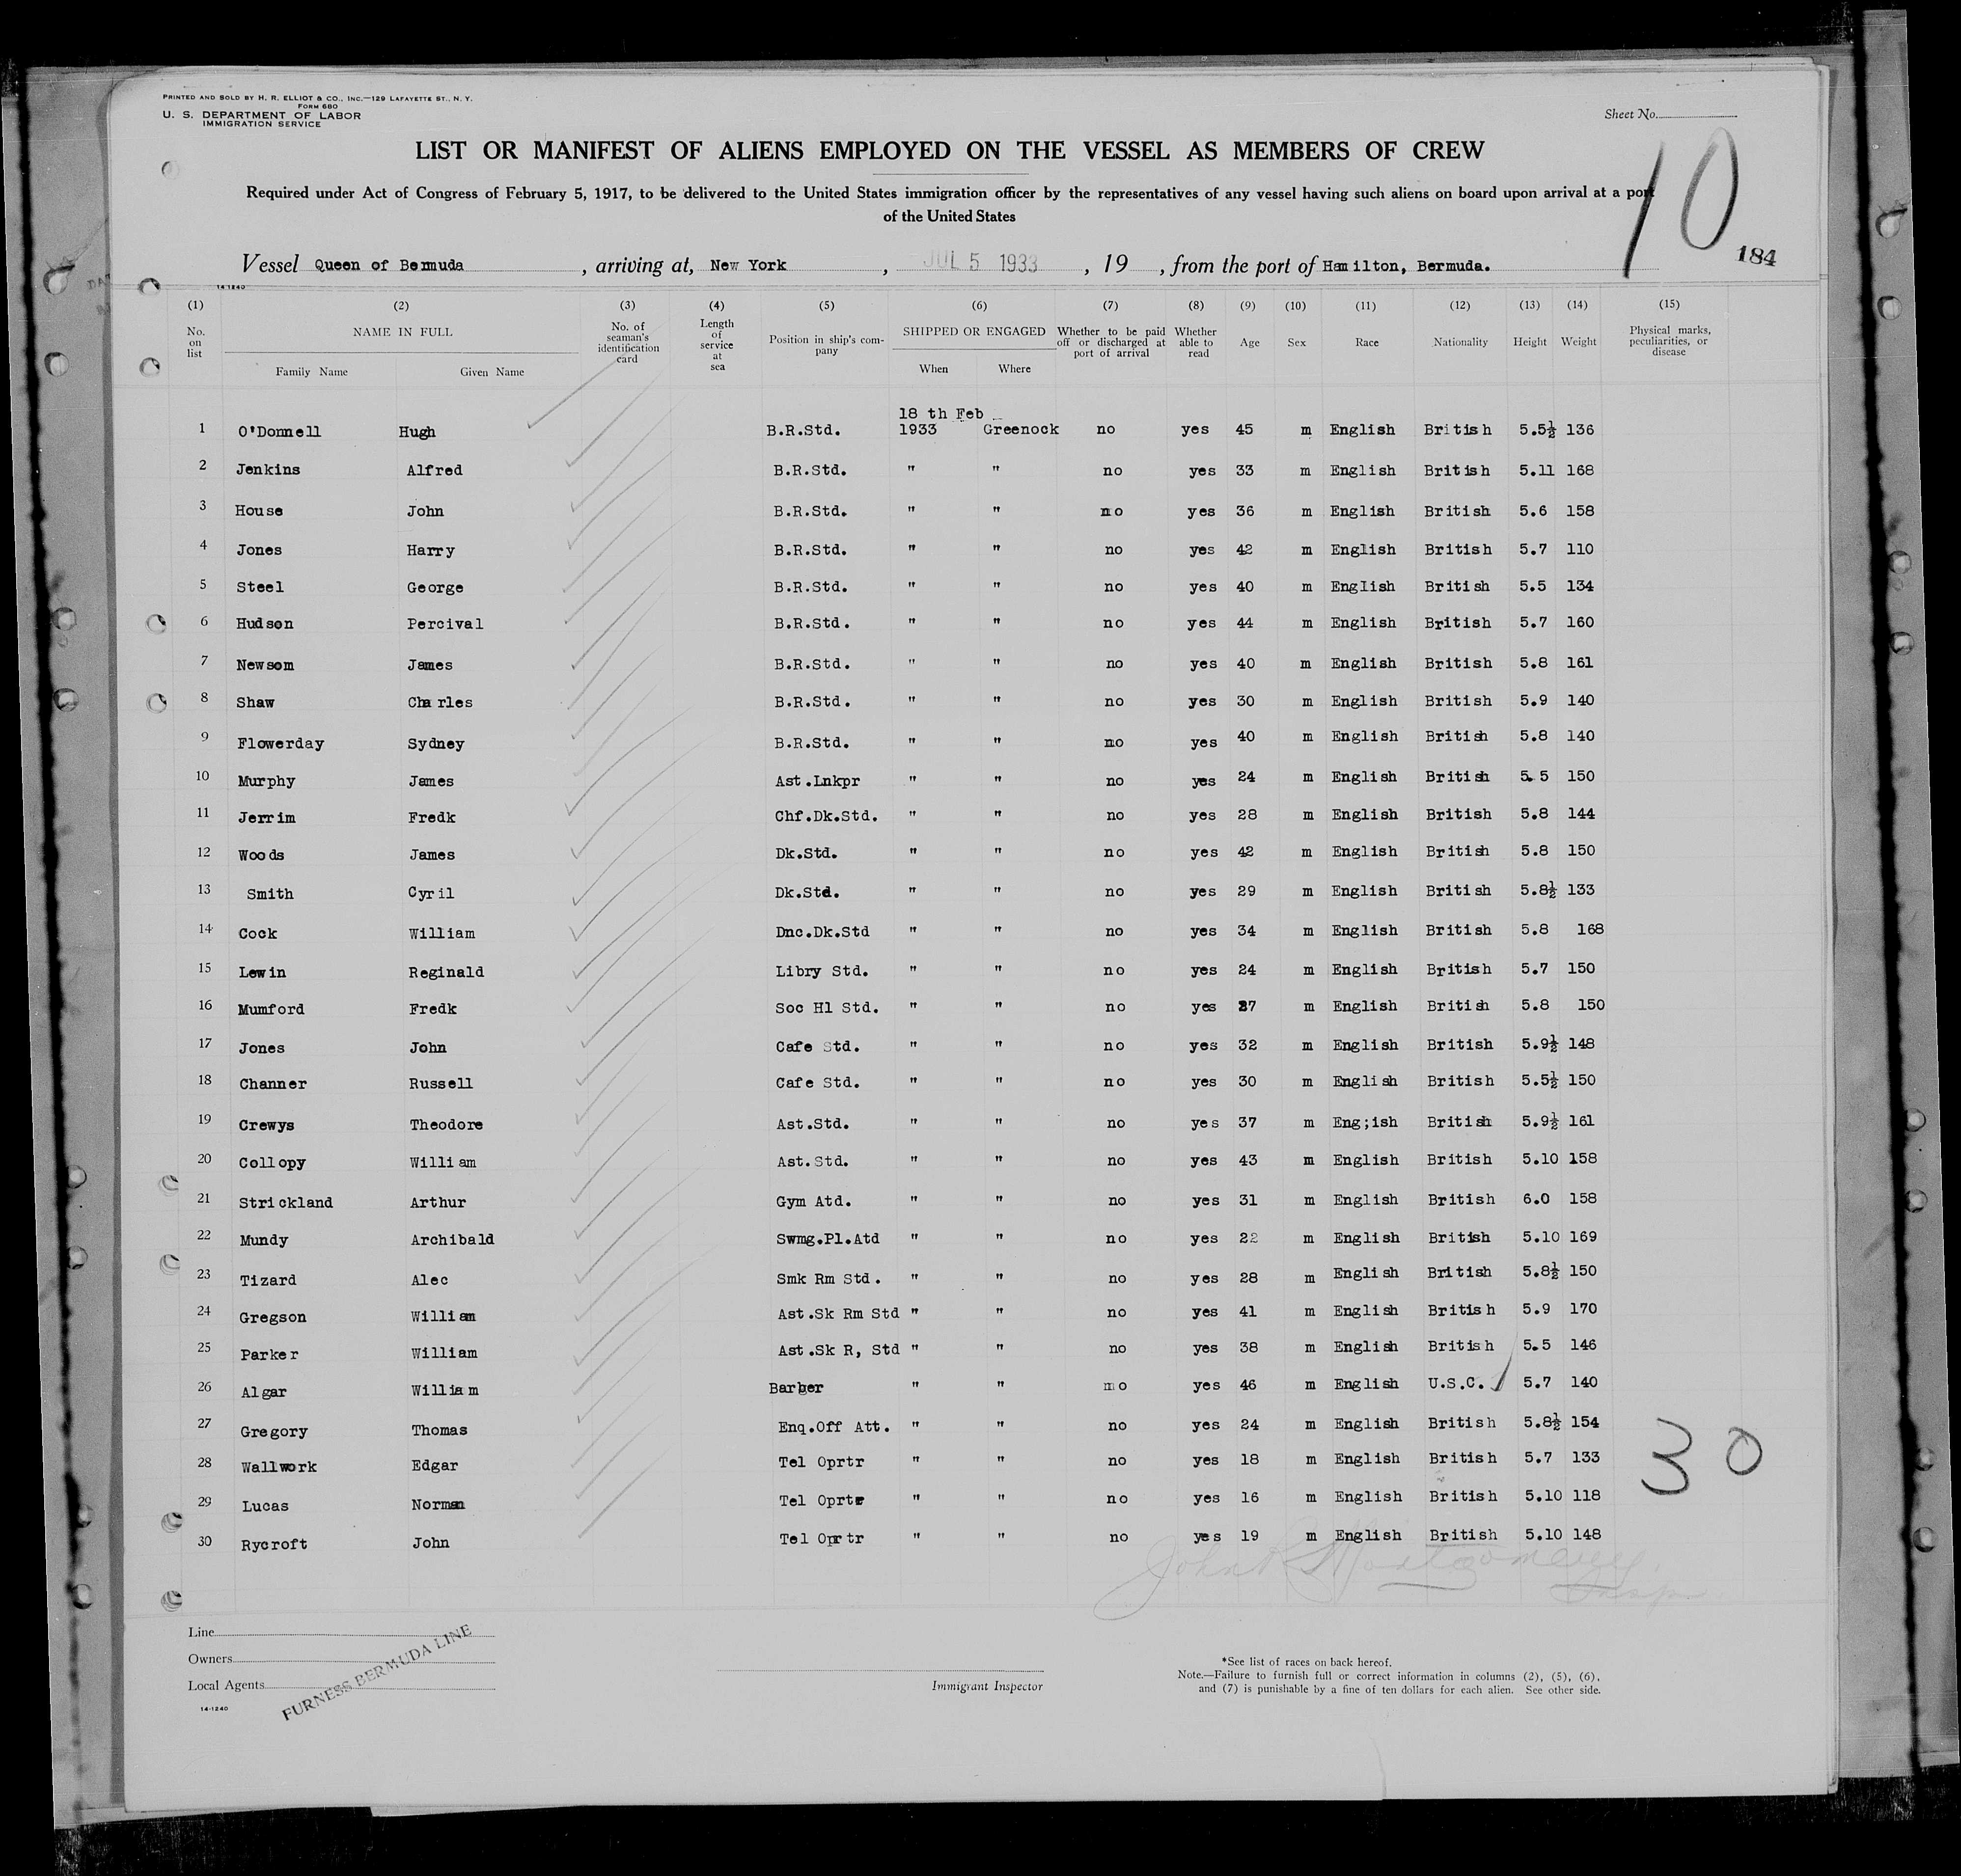 PRINTED AND SOLD BY H. R. ELLIOT & CO., INC.—129 LAFAYETTE ST., N. Y.
FORM 680
U. S. DEPARTMENT OF LABOR
IMMIGRATION SERVICE
Sheet No.
LIST OR MANIFEST OF ALIENS EMPLOYED ON THE VESSEL AS MEMBERS OF CREW
10
Required under Act of Congress of February 5, 1917, to be delivered to the United States immigration officer by the representatives of any vessel having such aliens on board upon arrival at a port
of the United States
184
Vessel Queen of Bermuda, arriving at, New York, JUL 5 1933, 19, from the port of Hamilton, Bermuda.
14-1240
(1) (2) (3) (4) (5) (6) (7) (8) (9) (10) (11) (12) (13) (14) (15)
No. on list NAME IN FULL Family Name Given Name No. of seaman's identification card Length of service at sea Position in ship's company SHIPPED OR ENGAGED When Where Whether to be paid off or discharged at port of arrival Whether able to read Age Sex Race Nationality Height Weight Physical marks, peculiarities, or disease
18 th Feb
1 O'Donnell Hugh B.R.Std. 1933 Greenock no yes 45 m English British 5.5½ 136
2 Jenkins Alfred B.R.Std. " " no yes 33 m English British 5.11 168
3 House John B.R.Std. " " no yes 36 m English British 5.6 158
4 Jones Harry B.R.Std. " " no yes 42 m English British 5.7 110
5 Steel George B.R.Std. " " no yes 40 m English British 5.5 134
6 Hudson Percival B.R.Std. " " no yes 44 m English British 5.7 160
7 Newsom James B.R.Std. " " no yes 40 m English British 5.8 161
8 Shaw Charles B.R.Std. " " no yes 30 m English British 5.9 140
9 Flowerday Sydney B.R.Std. " " no yes 40 m English British 5.8 140
10 Murphy James Ast.Lnkpr " " no yes 24 m English British 5.5 150
11 Jerrim Fredk Chf.Dk.Std. " " no yes 28 m English British 5.8 144
12 Woods James Dk.Std. " " no yes 42 m English British 5.8 150
13 Smith Cyril Dk.Std. " " no yes 29 m English British 5.8½ 133
14 Cock William Dnc.Dk.Std " " no yes 34 m English British 5.8 168
15 Lewin Reginald Libry Std. " " no yes 24 m English British 5.7 150
16 Mumford Fredk Soc Hl Std. " " no yes 27 m English British 5.8 150
17 Jones John Cafe Std. " " no yes 32 m English British 5.9½ 148
18 Channer Russell Cafe Std. " " no yes 30 m English British 5.5½ 150
19 Crewys Theodore Ast.Std. " " no yes 37 m Eng;ish British 5.9½ 161
20 Collopy William Ast.Std. " " no yes 43 m English British 5.10 158
21 Strickland Arthur Gym Atd. " " no yes 31 m English British 6.0 158
22 Mundy Archibald Swmg.Pl.Atd " " no yes 22 m English British 5.10 169
23 Tizard Alec Smk Rm Std. " " no yes 28 m English British 5.8½ 150
24 Gregson William Ast.Sk Rm Std " " no yes 41 m English British 5.9 170
25 Parker William Ast.Sk R, Std " " no yes 38 m English British 5.5 146
26 Algar William Barber " " no yes 46 m English U.S.C. 5.7 140
27 Gregory Thomas Enq.Off Att. " " no yes 24 m English British 5.8½ 154
28 Wallwork Edgar Tel Oprtr " " no yes 18 m English British 5.7 133
30
29 Lucas Norman Tel Oprtr " " no yes 16 m English British 5.10 118
30 Rycroft John Tel Oprtr " " no yes 19 m English British 5.10 148
John R Montgomery
Insp
Line
Owners
Local Agents
FURNESS BERMUDA LINE
14-1240
Immigrant Inspector
*See list of races on back hereof.
Note.—Failure to furnish full or correct information in columns (2), (5), (6),
and (7) is punishable by a fine of ten dollars for each alien. See other side.